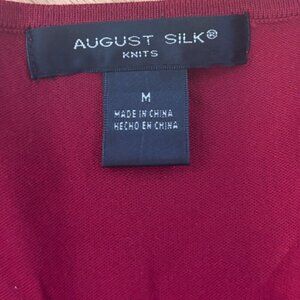 AUGUST SILK®
KNITS
M
MADE IN CHINA
HECHO EN CHINA